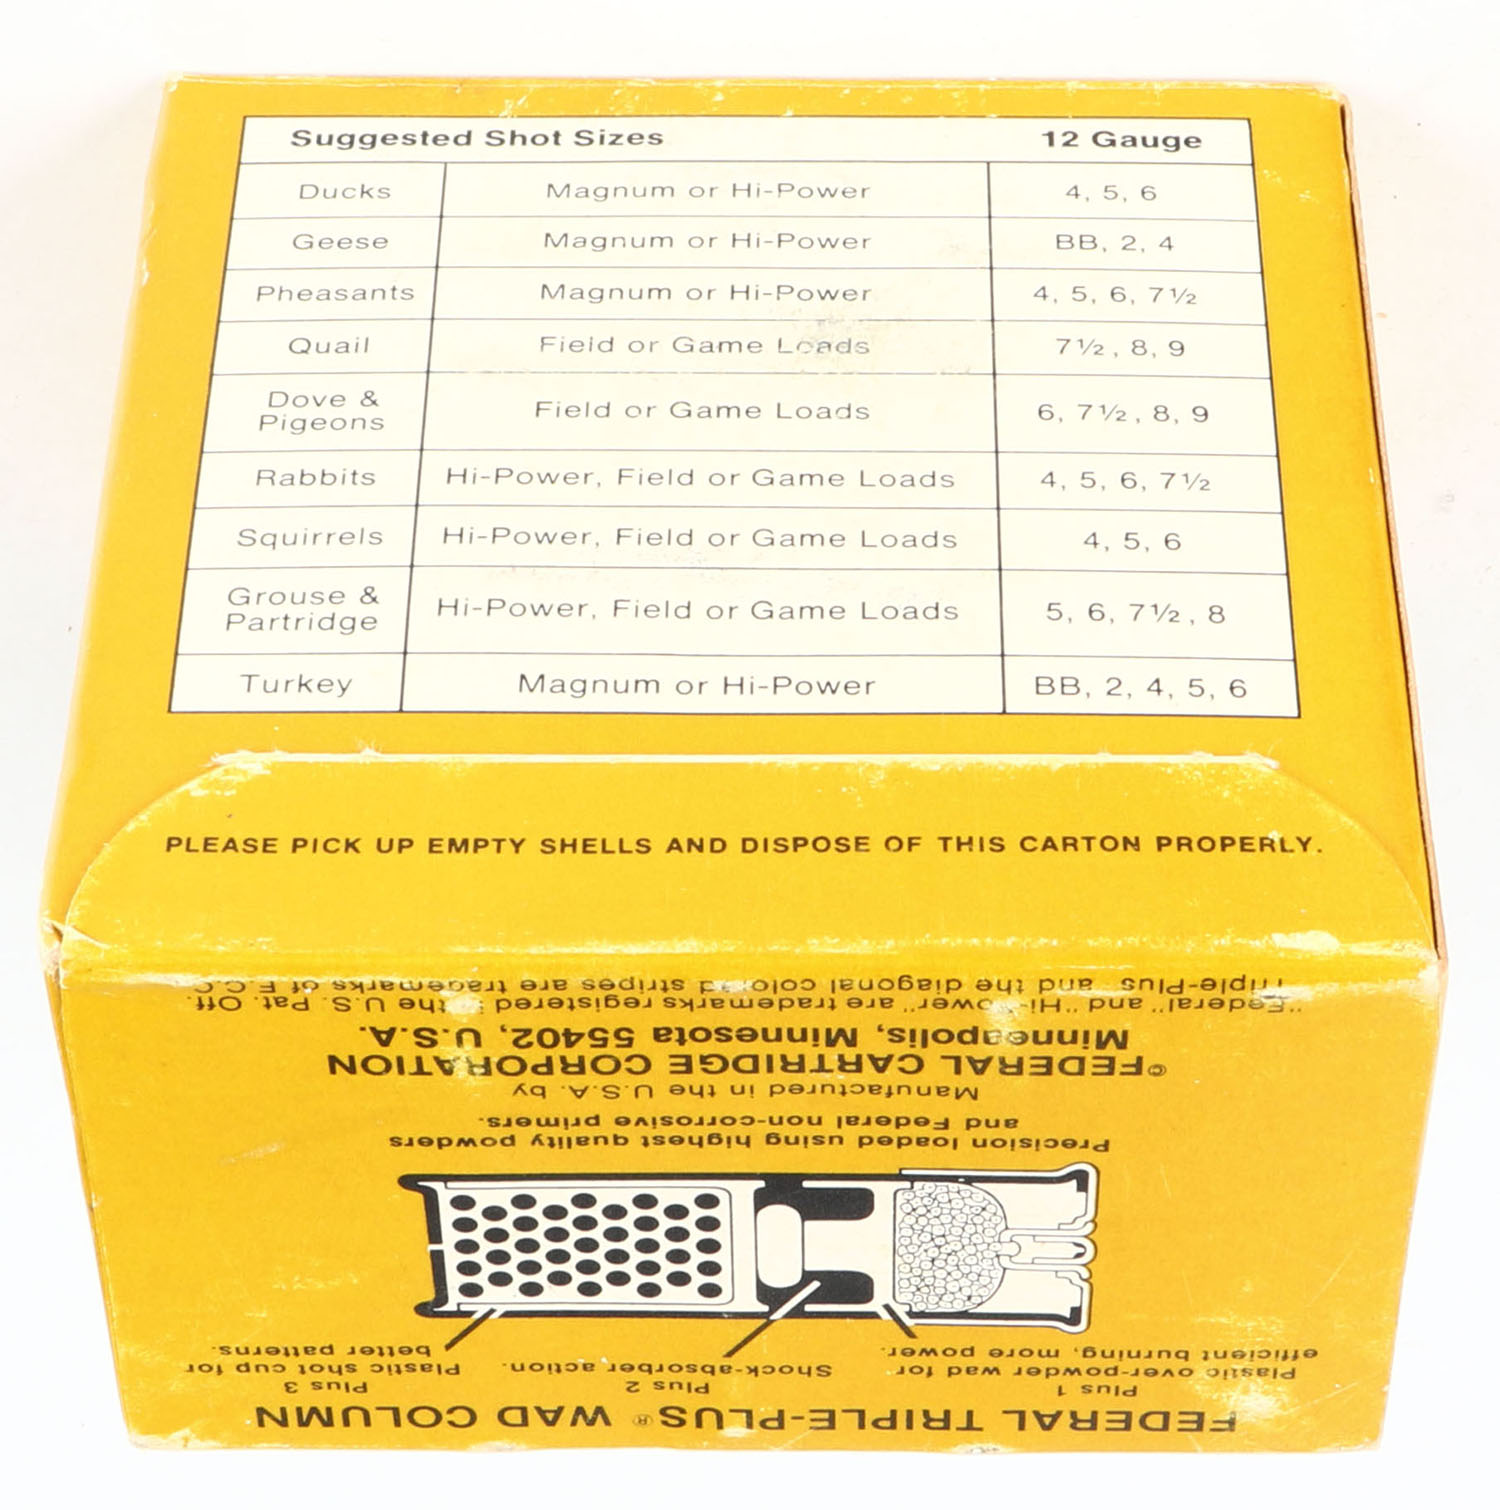 Suggested Shot Sizes 12 Gauge
Ducks Magnum or Hi-Power 4, 5, 6
Geese Magnum or Hi-Power BB, 2, 4
Pheasants Magnum or Hi-Power 4, 5, 6, 7½
Quail Field or Game Loads 7½, 8, 9
Dove &
Pigeons Field or Game Loads 6, 7½, 8, 9
Rabbits Hi-Power, Field or Game Loads 4, 5, 6, 7½
Squirrels Hi-Power, Field or Game Loads 4, 5, 6
Grouse &
Partridge Hi-Power, Field or Game Loads 5, 6, 7½, 8
Turkey Magnum or Hi-Power BB, 2, 4, 5, 6
PLEASE PICK UP EMPTY SHELLS AND DISPOSE OF THIS CARTON PROPERLY.
FEDERAL TRIPLE-PLUS® WAD COLUMN
Plus 1
Plastic over-powder wad for
efficient burning, more power.
Plus 2
Shock-absorber action.
Plus 3
Plastic shot cup for
better patterns.
Precision loaded using highest quality powders
and Federal non-corrosive primers.
Manufactured in the U.S.A. by
©FEDERAL CARTRIDGE CORPORATION
Minneapolis, Minnesota 55402, U.S.A.
"Federal" and "Hi-Power" are trademarks registered the U.S. Pat. Off.
Triple-Plus and the diagonal colored stripes are trademarks of F.C.C.